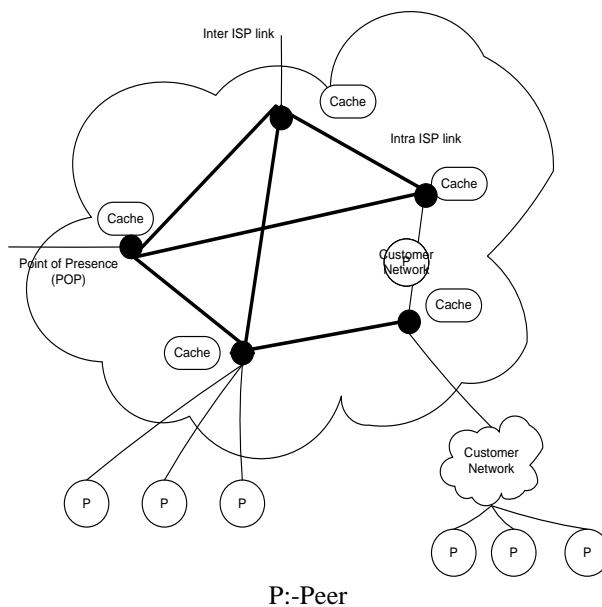 Inter ISP link
Cache
Intra ISP link
Cache
Cache
Point of Presence
(POP)
P
Customer
Network
Cache
Cache
Customer
Network
P
P
P
P
P
P
P:-Peer